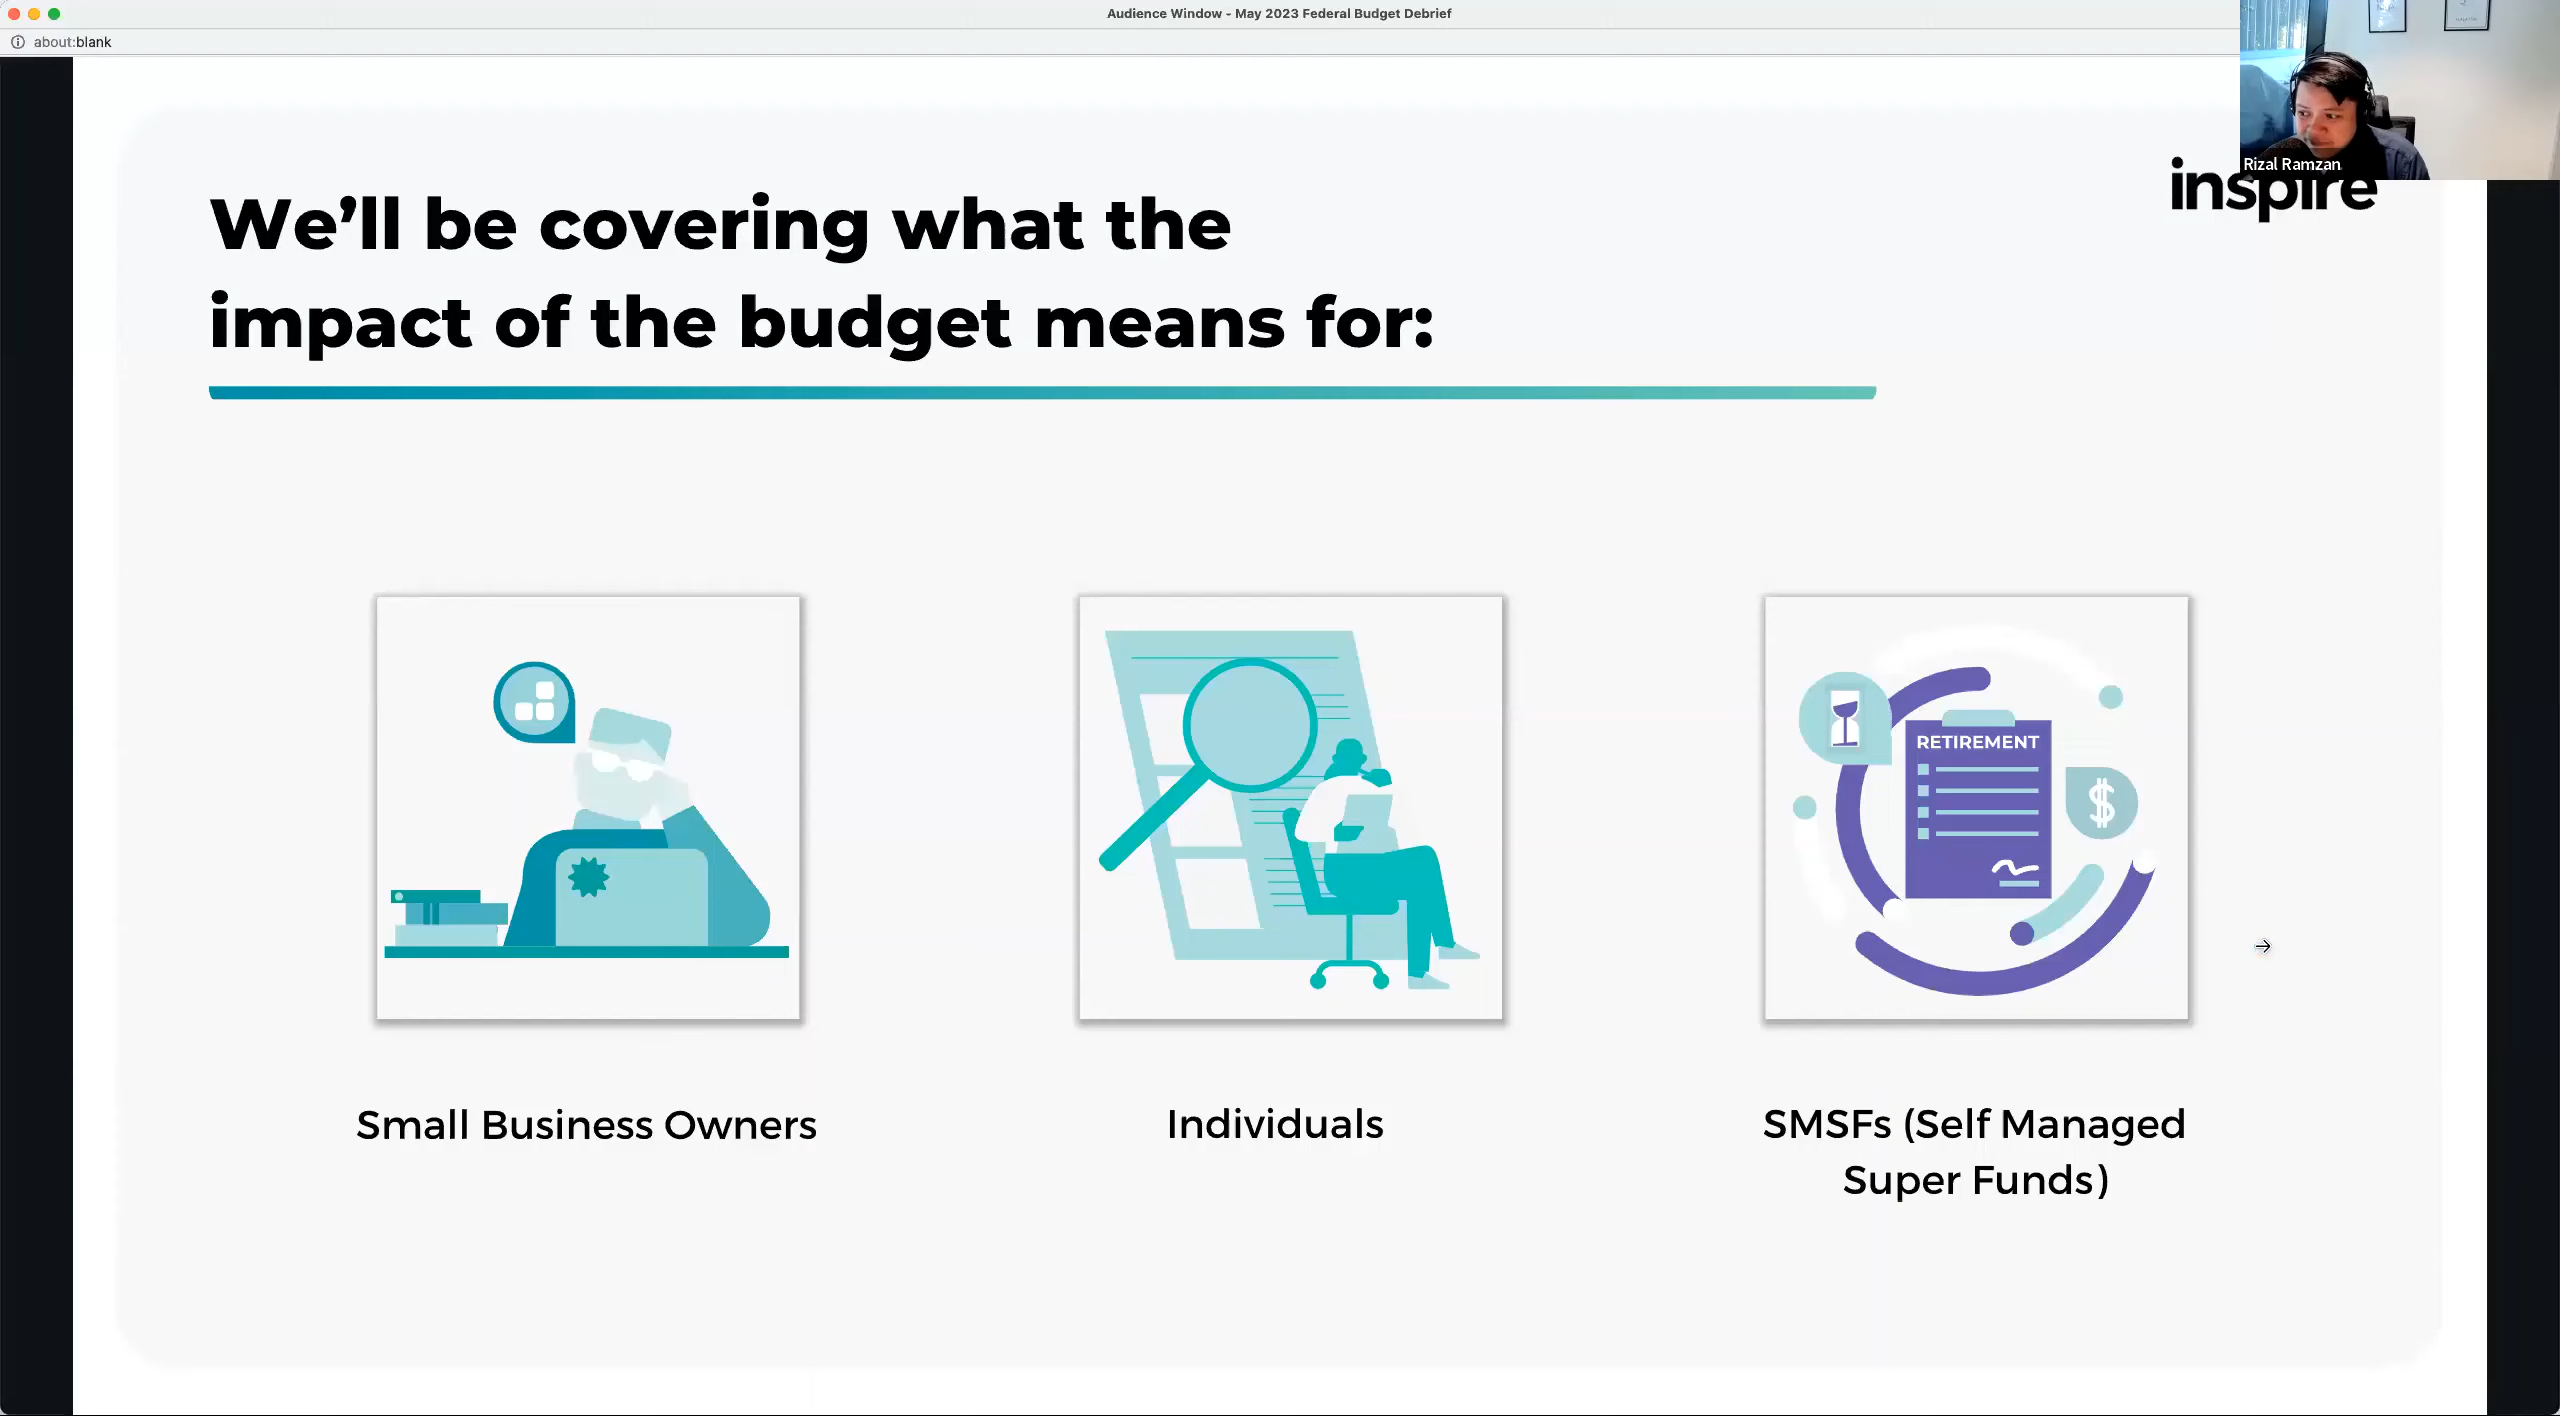 Audience Window - May 2023 Federal Budget Debrief
about:blank
Rizal Ramzan
inspire
We’ll be covering what the
impact of the budget means for:
RETIREMENT
$
Small Business Owners
Individuals
SMSFs (Self Managed
Super Funds)